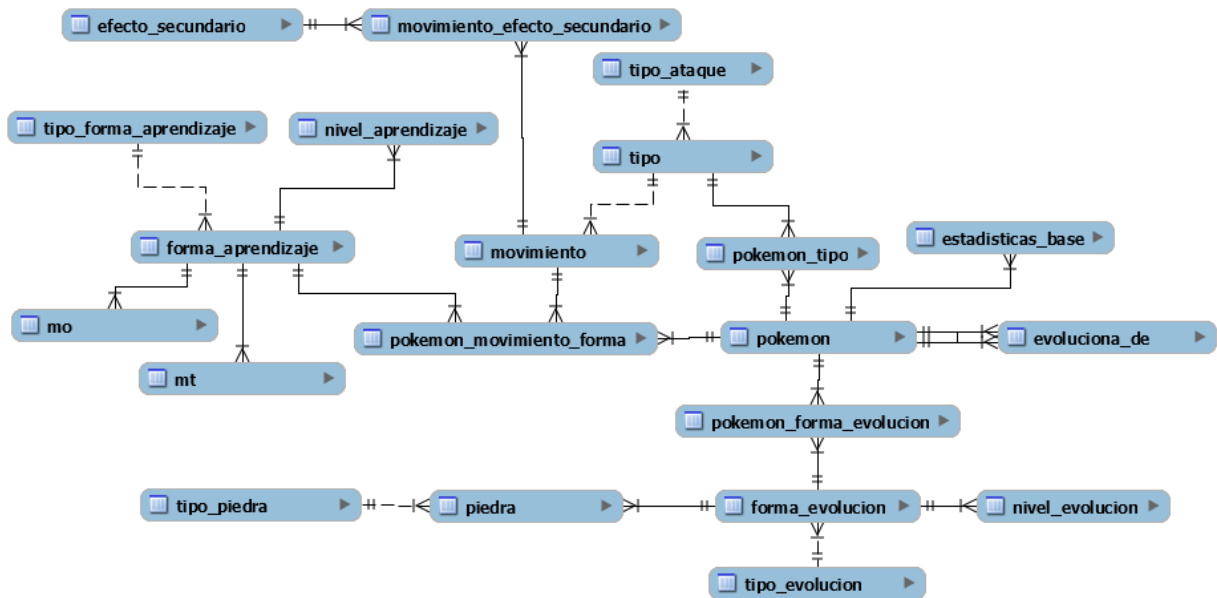 efecto_secundario
movimiento_efecto_secundario
tipo_ataque
tipo_forma_aprendizaje
nivel_aprendizaje
tipo
forma_aprendizaje
movimiento
pokemon_tipo
estadisticas_base
mo
pokemon_movimiento_forma
pokemon
evoluciona_de
mt
pokemon_forma_evolucion
tipo_piedra
piedra
forma_evolucion
nivel_evolucion
tipo_evolucion